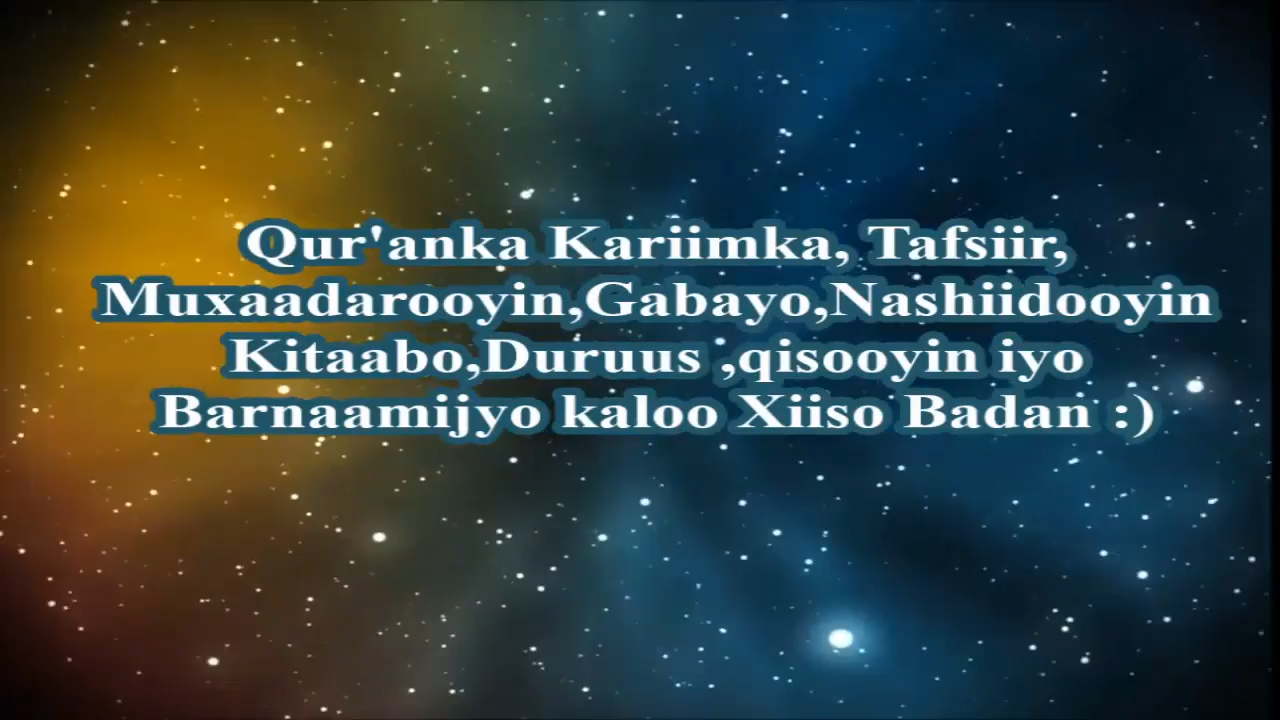 Qur'anka Kariimka, Tafsiir,
Muxaadarooyin,Gabayo,Nashiidooyin
Kitaabo,Duruus ,qisooyin iyo
Barnaamijyo kaloo Xiiso Badan :)